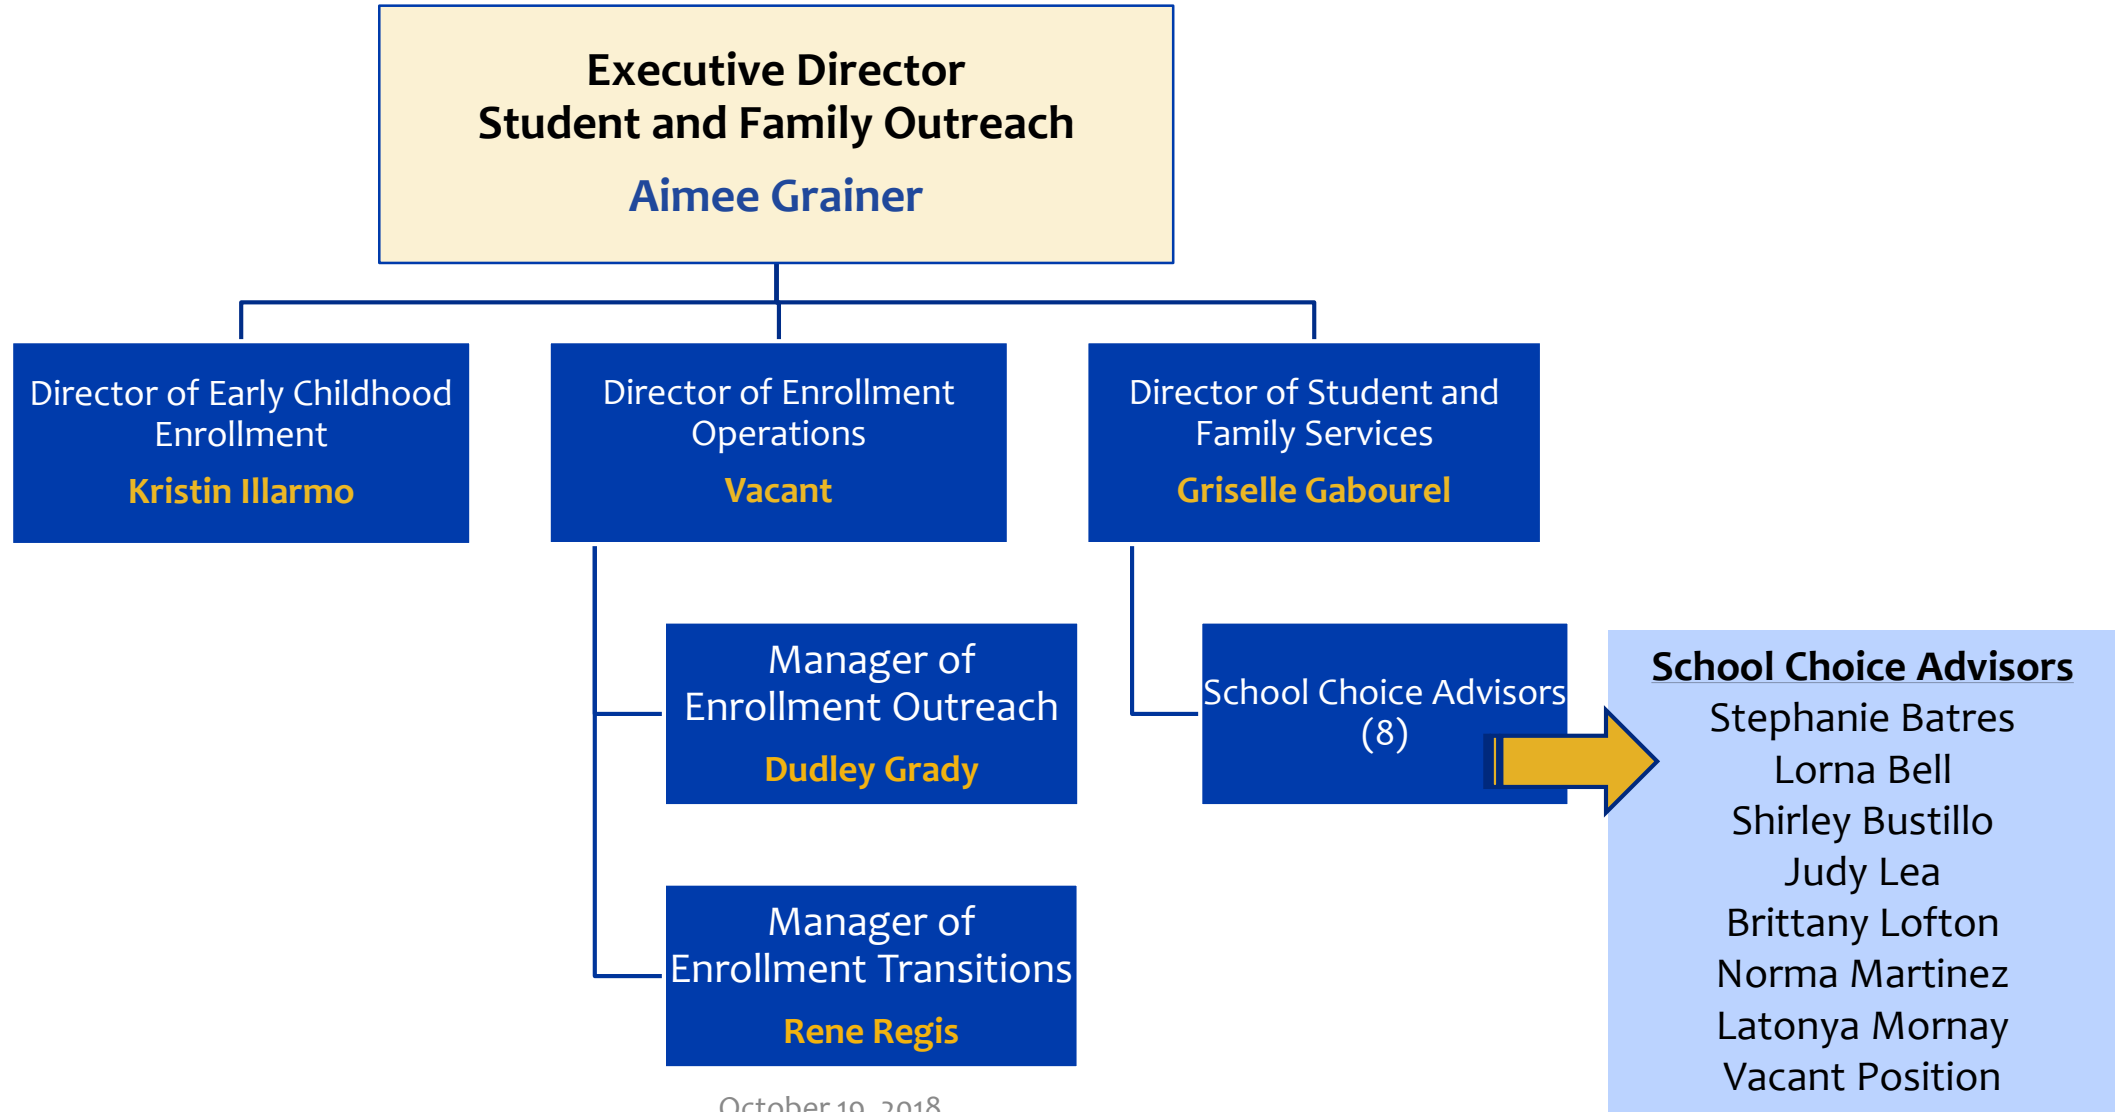 Executive Director
Student and Family Outreach
Aimee Grainer
Director of Early Childhood
Enrollment
Kristin Illarmo
Director of Enrollment
Operations
Vacant
Director of Student and
Family Services
Griselle Gabourel
Manager of
Enrollment Outreach
Dudley Grady
School Choice Advisors
(8)
Manager of
Enrollment Transitions
Rene Regis
School Choice Advisors
Stephanie Batres
Lorna Bell
Shirley Bustillo
Judy Lea
Brittany Lofton
Norma Martinez
Latonya Mornay
Vacant Position
October 19, 2018